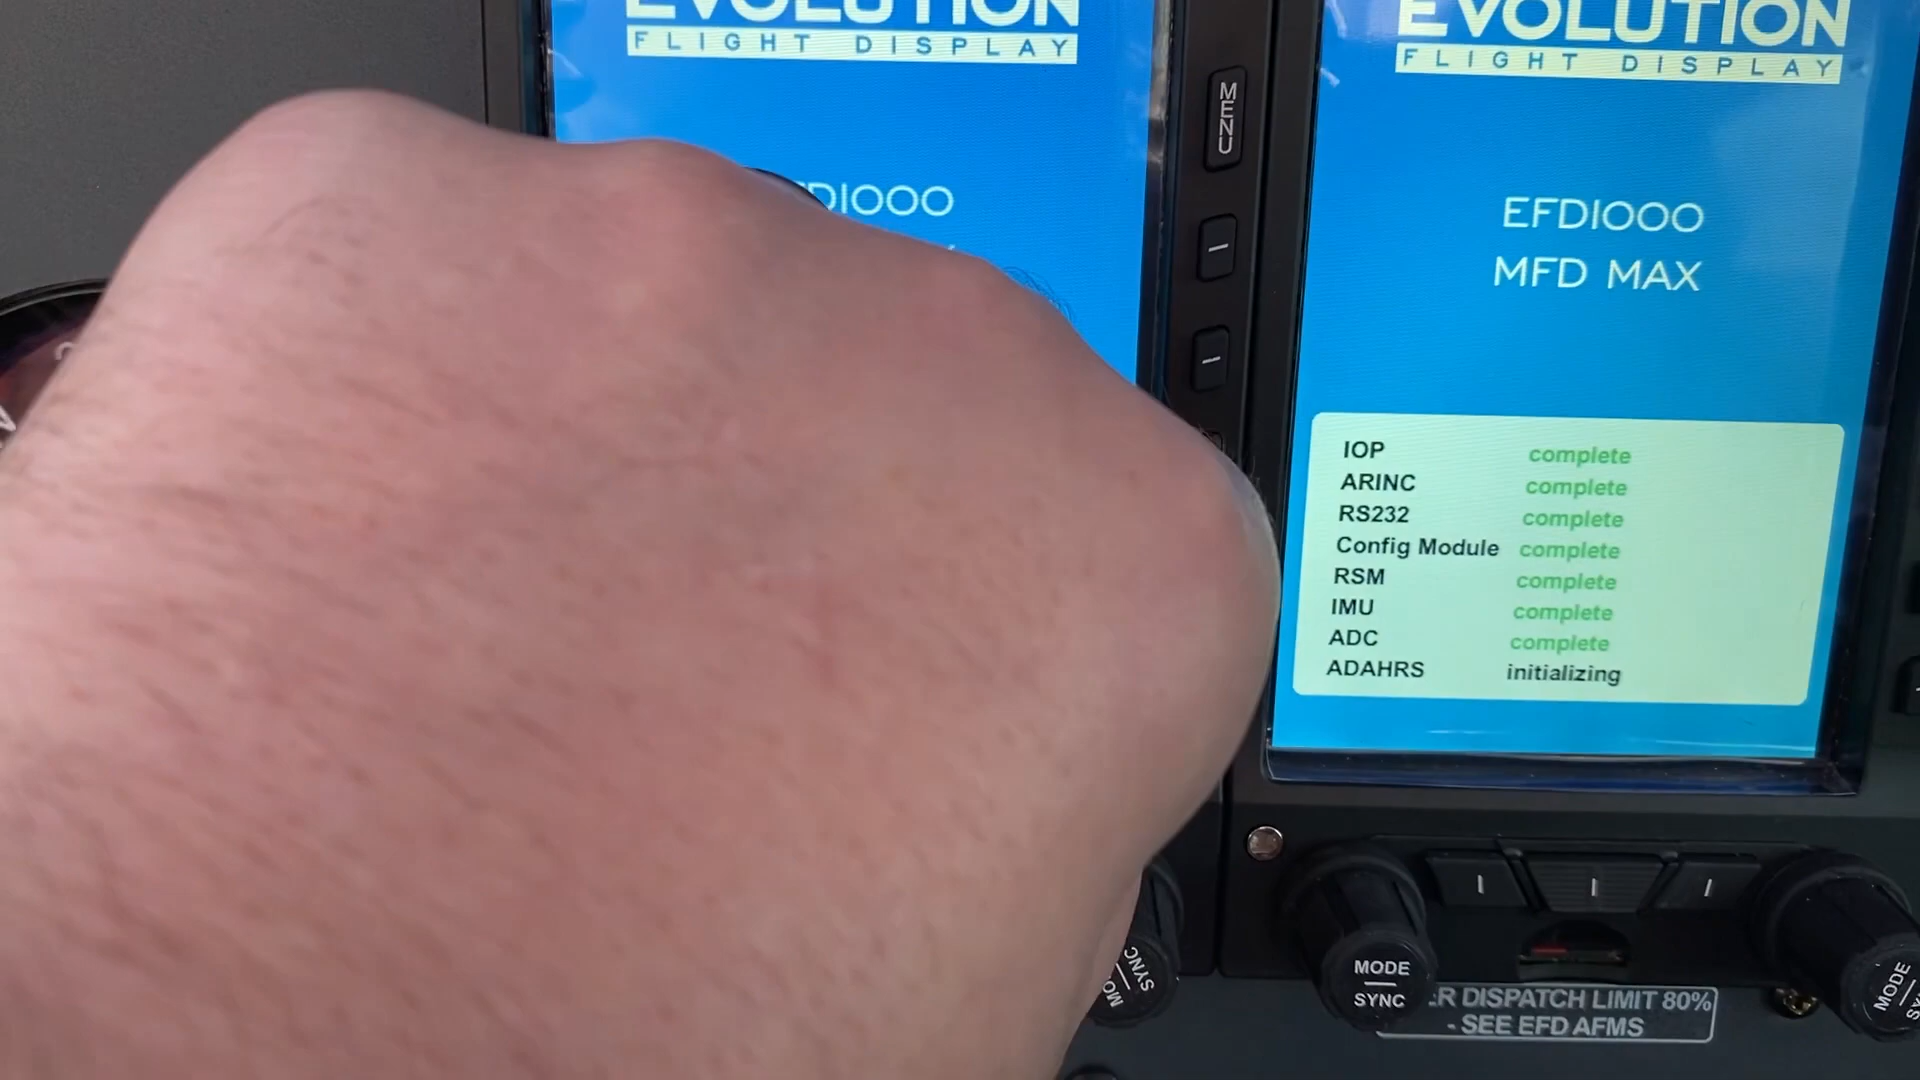 EVOLUTION
FLIGHT DISPLAY
MENU
MODE
SYNC
EVOLUTION
FLIGHT DISPLAY
EFD1000
MFD MAX
IOP complete
ARINC complete
RS232 complete
Config Module complete
RSM complete
IMU complete
ADC complete
ADAHRS initializing
MODE
SYNC
DISPATCH LIMIT 80%
- SEE EFD AFMS
MODE